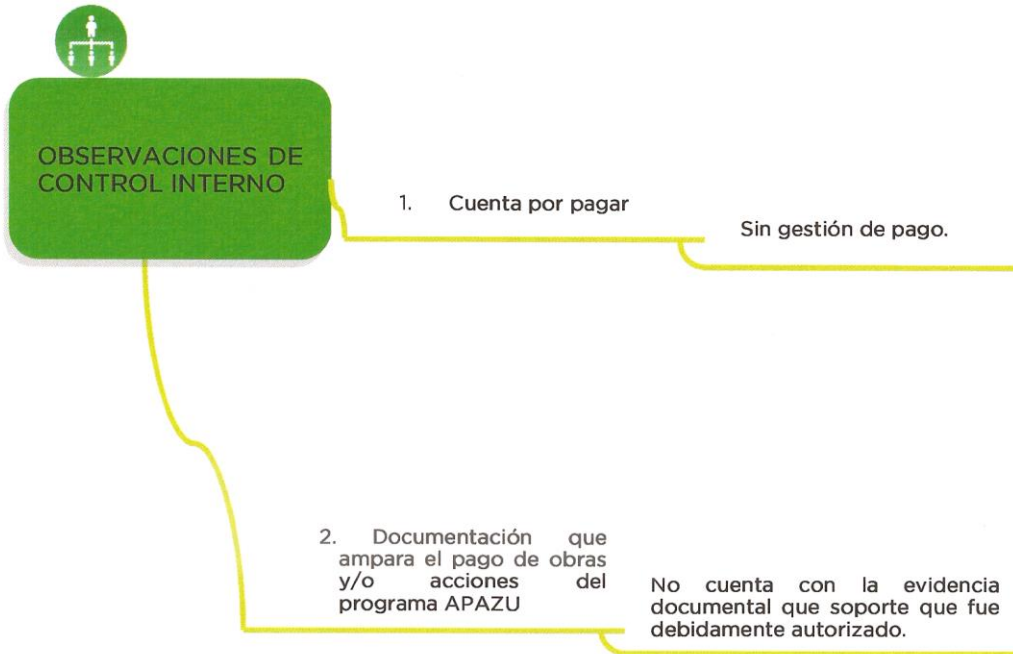 OBSERVACIONES DE
CONTROL INTERNO
1. Cuenta por pagar
Sin gestión de pago.
2. Documentación que
ampara el pago de obras
y/o acciones del
programa APAZU
No cuenta con la evidencia
documental que soporte que fue
debidamente autorizado.